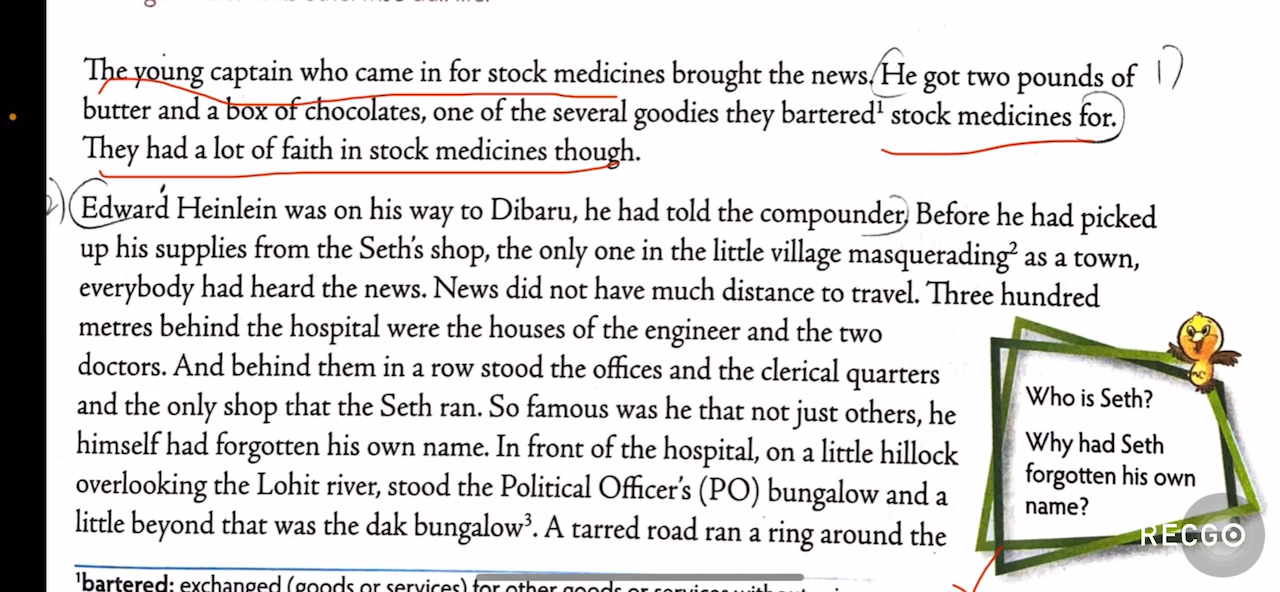 The young captain who came in for stock medicines brought the news. He got two pounds of 1)
butter and a box of chocolates, one of the several goodies they bartered¹ stock medicines for.
They had a lot of faith in stock medicines though.
Edward Heinlein was on his way to Dibaru, he had told the compounder. Before he had picked
up his supplies from the Seth's shop, the only one in the little village masquerading² as a town,
everybody had heard the news. News did not have much distance to travel. Three hundred
metres behind the hospital were the houses of the engineer and the two
doctors. And behind them in a row stood the offices and the clerical quarters
and the only shop that the Seth ran. So famous was he that not just others, he
himself had forgotten his own name. In front of the hospital, on a little hillock
overlooking the Lohit river, stood the Political Officer's (PO) bungalow and a
little beyond that was the dak bungalow³. A tarred road ran a ring around the
Who is Seth?
Why had Seth
forgotten his own
name?
RECGO
¹bartered: exchanged (goods or services) for other goods